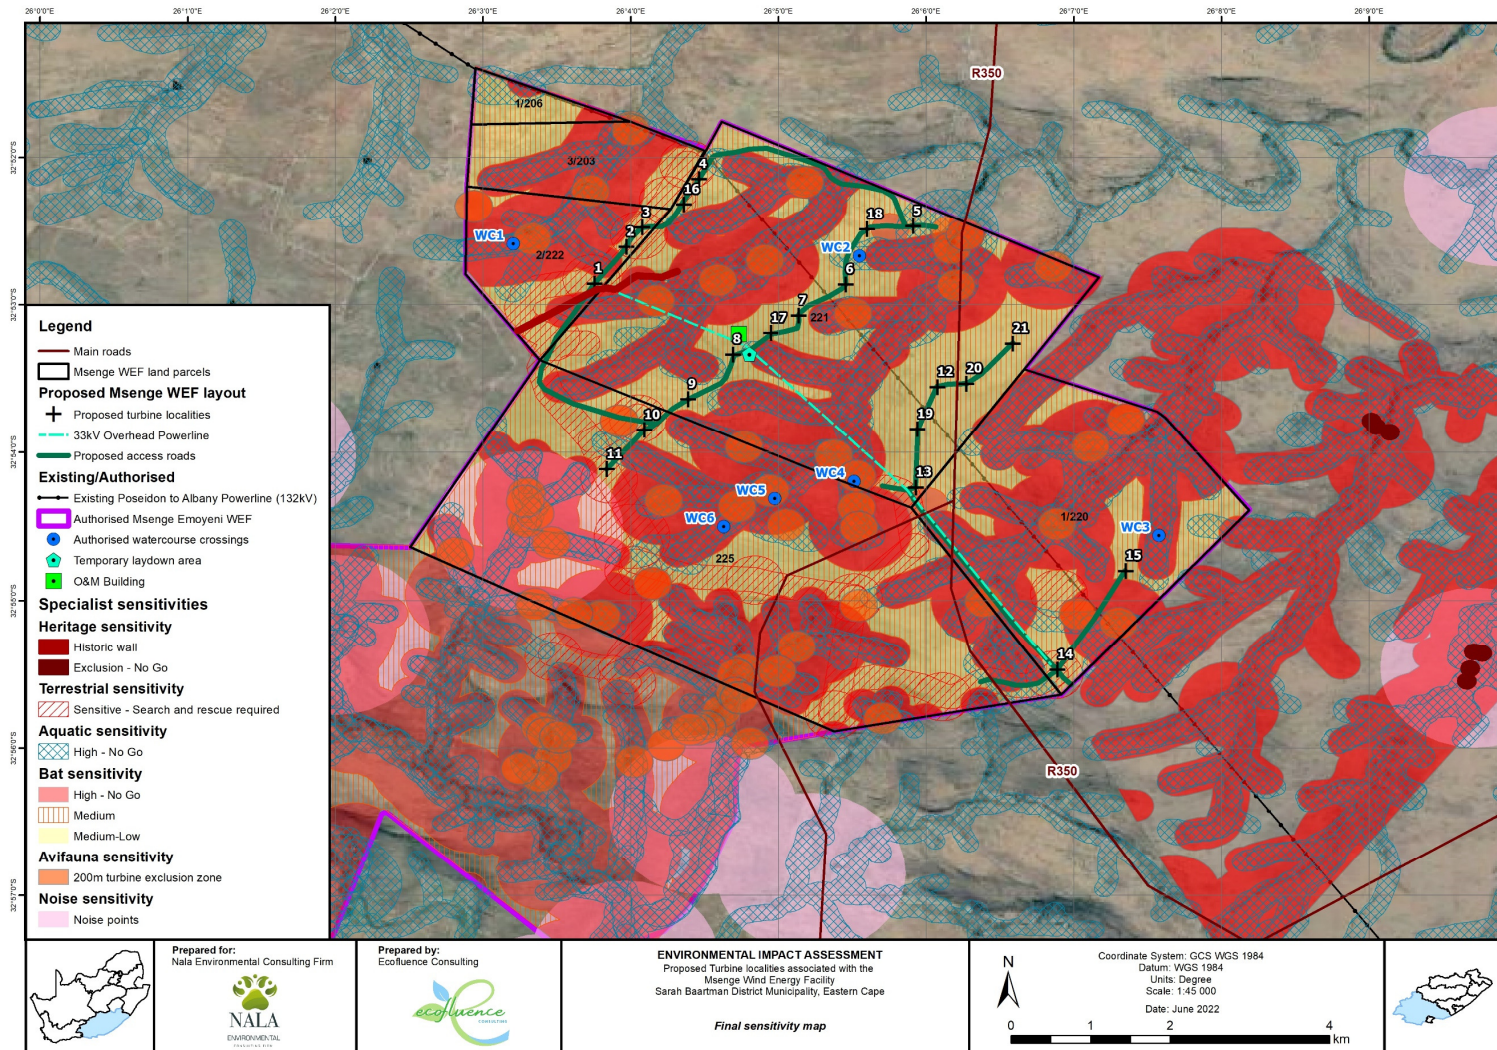 26°0'0"E
26°1'0"E
26°2'0"E
26°3'0"E
26°4'0"E
26°5'0"E
26°6'0"E
26°7'0"E
26°8'0"E
26°9'0"E
32°52'0"S
32°53'0"S
32°54'0"S
32°55'0"S
32°56'0"S
32°57'0"S
R350
1/206
3/203
4
16
3
2
18
5
WC1
2/222
WC2
1
6
7
17
221
8
21
12
20
9
19
10
11
13
WC4
WC5
WC6
1/220
WC3
225
15
14
R350
Legend
Main roads
Msenge WEF land parcels
Proposed Msenge WEF layout
Proposed turbine localities
33kV Overhead Powerline
Proposed access roads
Existing/Authorised
Existing Poseidon to Albany Powerline (132kV)
Authorised Msenge Emoyeni WEF
Authorised watercourse crossings
Temporary laydown area
O&M Building
Specialist sensitivities
Heritage sensitivity
Historic wall
Exclusion - No Go
Terrestrial sensitivity
Sensitive - Search and rescue required
Aquatic sensitivity
High - No Go
Bat sensitivity
High - No Go
Medium
Medium-Low
Avifauna sensitivity
200m turbine exclusion zone
Noise sensitivity
Noise points
Prepared for:
Nala Environmental Consulting Firm
NALA
ENVIRONMENTAL
CONSULTING FIRM
Prepared by:
Ecofluence Consulting
ecofluence
CONSULTING
ENVIRONMENTAL IMPACT ASSESSMENT
Proposed Turbine localities associated with the
Msenge Wind Energy Facility
Sarah Baartman District Municipality, Eastern Cape
Final sensitivity map
N
Coordinate System: GCS WGS 1984
Datum: WGS 1984
Units: Degree
Scale: 1:45 000
Date: June 2022
0 1 2 4
km